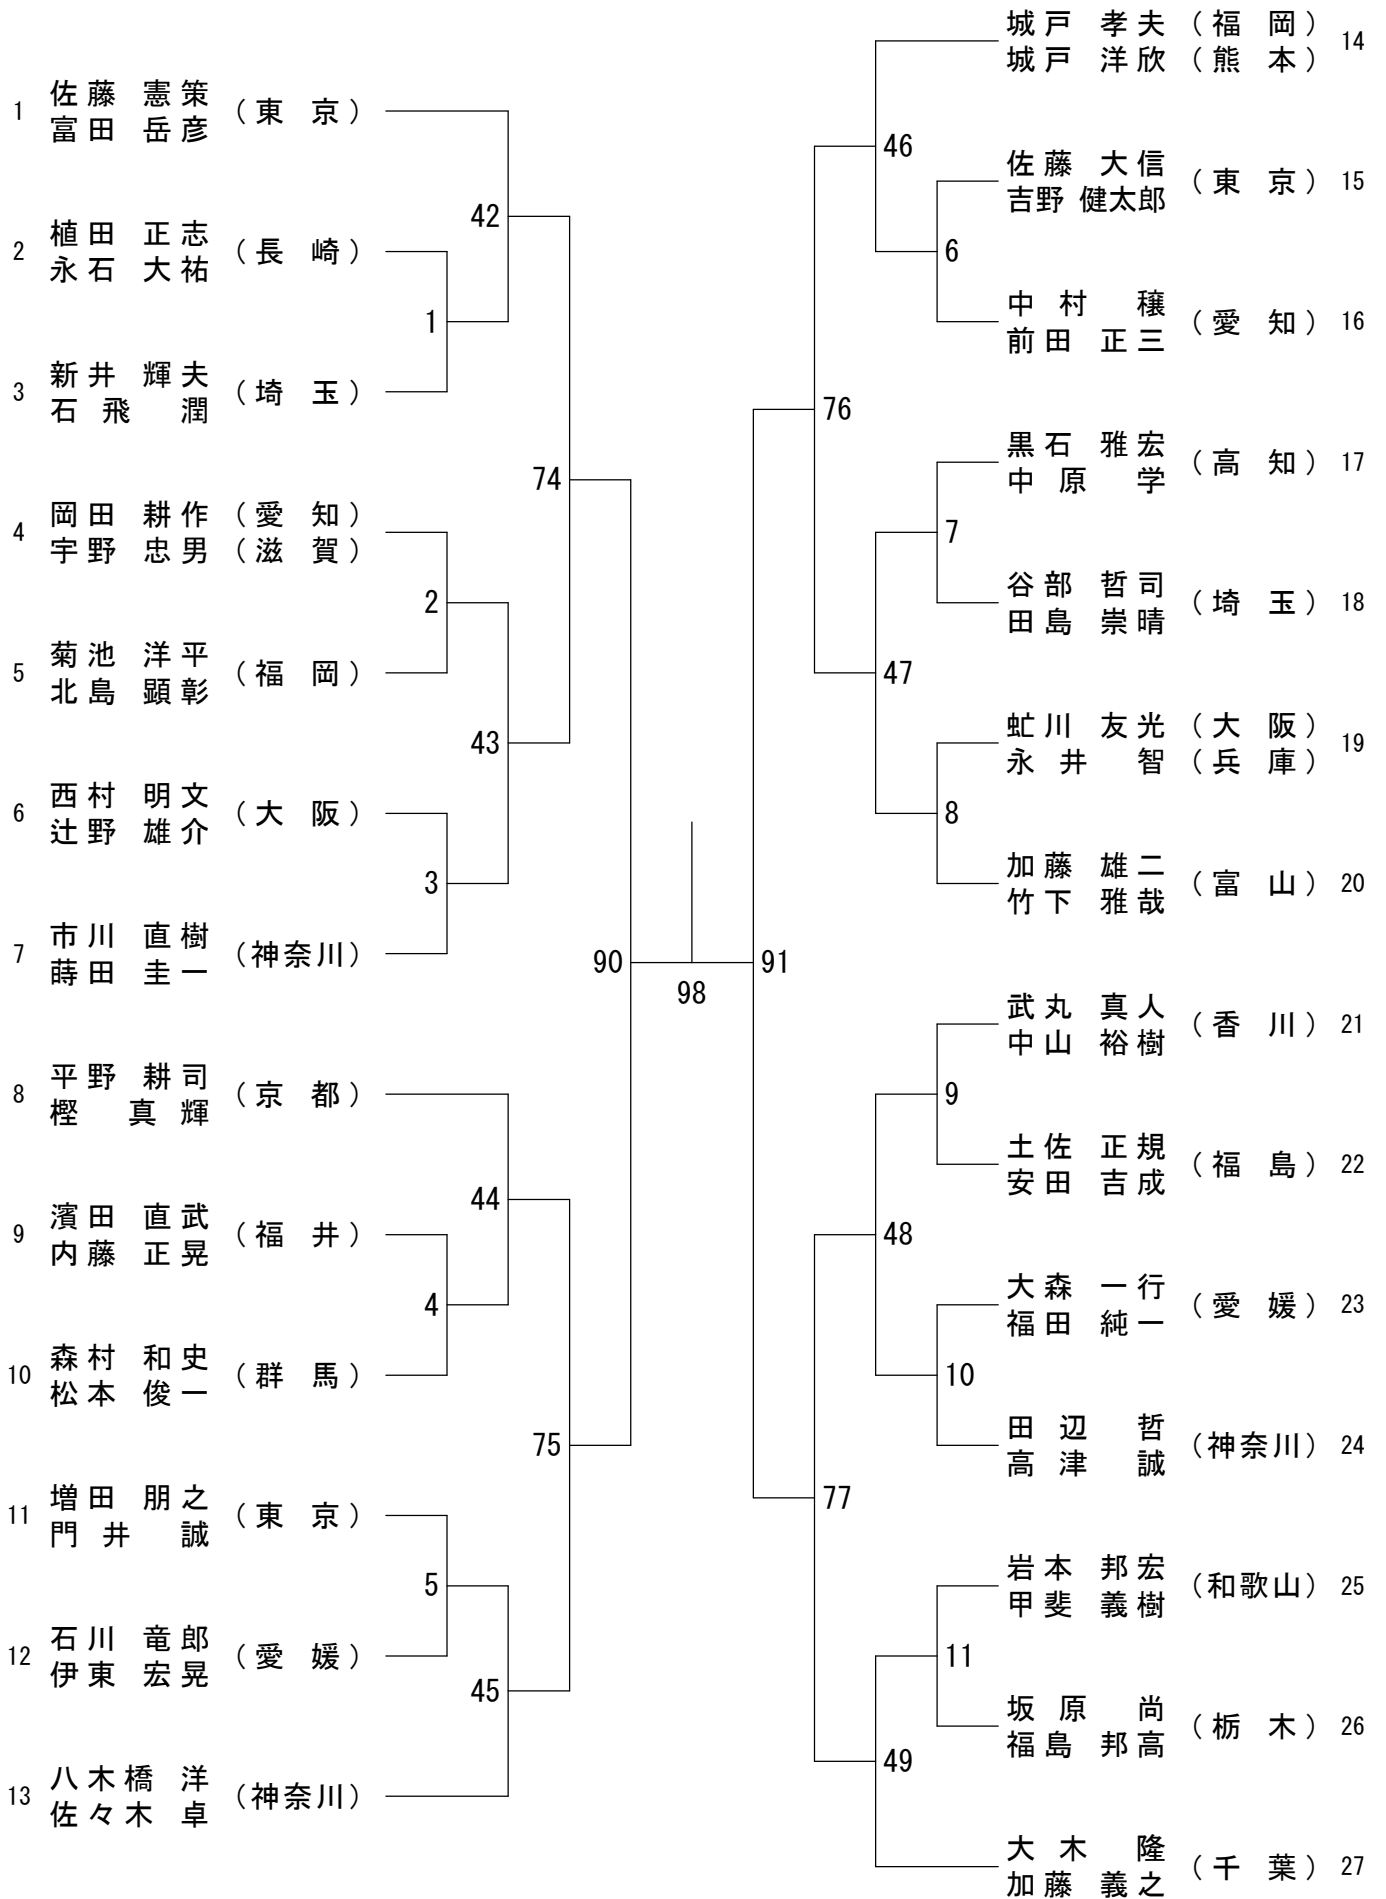 1 佐藤 憲策 (東 京)
富田 岳彦
2 植田 正志 (長 崎)
永石 大祐
3 新井 輝夫 (埼 玉)
石飛 潤
4 岡田 耕作 (愛 知)
宇野 忠男 (滋 賀)
5 菊池 洋平 (福 岡)
北島 顕彰
6 西村 明文 (大 阪)
辻野 雄介
7 市川 直樹 (神奈川)
蒔田 圭一
8 平野 耕司 (京 都)
樫 真輝
9 濱田 直武 (福 井)
内藤 正晃
10 森村 和史 (群 馬)
松本 俊一
11 増田 朋之 (東 京)
門井 誠
12 石川 竜郎 (愛 媛)
伊東 宏晃
13 八木橋 洋 (神奈川)
佐々木 卓
42
1
74
2
43
3
90
44
4
75
5
45
98
城戸 孝夫 (福 岡) 14
城戸 洋欣 (熊 本)
佐藤 大信 (東 京) 15
吉野 健太郎
中村 穣 (愛 知) 16
前田 正三
黒石 雅宏 (高 知) 17
中原 学
谷部 哲司 (埼 玉) 18
田島 崇晴
虻川 友光 (大 阪) 19
永井 智 (兵 庫)
加藤 雄二 (富 山) 20
竹下 雅哉
武丸 真人 (香 川) 21
中山 裕樹
土佐 正規 (福 島) 22
安田 吉成
大森 一行 (愛 媛) 23
福田 純一
田辺 哲 (神奈川) 24
高津 誠
岩本 邦宏 (和歌山) 25
甲斐 義樹
坂原 尚 (栃 木) 26
福島 邦高
大木 隆 (千 葉) 27
加藤 義之
46
6
76
7
47
8
91
9
48
10
77
11
49